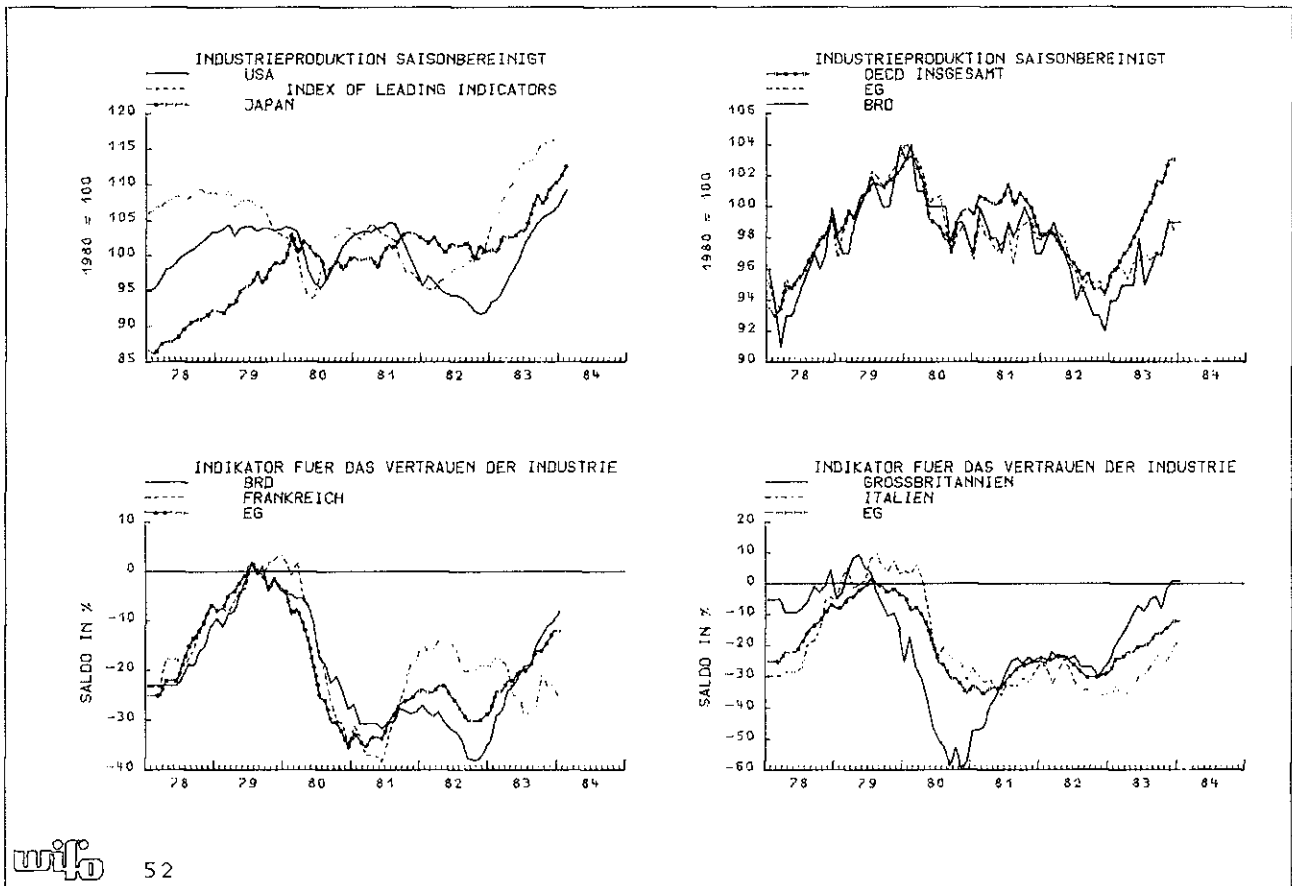 INDUSTRIEPRODUKTION SAISONBEREINIGT
USA
INDEX OF LEADING INDICATORS
JAPAN
1980 = 100
120
115
110
105
100
95
90
85
78 79 80 81 82 83 84
INDUSTRIEPRODUKTION SAISONBEREINIGT
OECD INSGESAMT
EG
BRD
1980 = 100
106
104
102
100
98
96
94
92
90
78 79 80 81 82 83 84
INDIKATOR FUER DAS VERTRAUEN DER INDUSTRIE
BRD
FRANKREICH
EG
SALDO IN %
10
0
-10
-20
-30
-40
78 79 80 81 82 83 84
INDIKATOR FUER DAS VERTRAUEN DER INDUSTRIE
GROSSBRITANNIEN
ITALIEN
EG
SALDO IN %
20
10
0
-10
-20
-30
-40
-50
-60
78 79 80 81 82 83 84
wifo 52